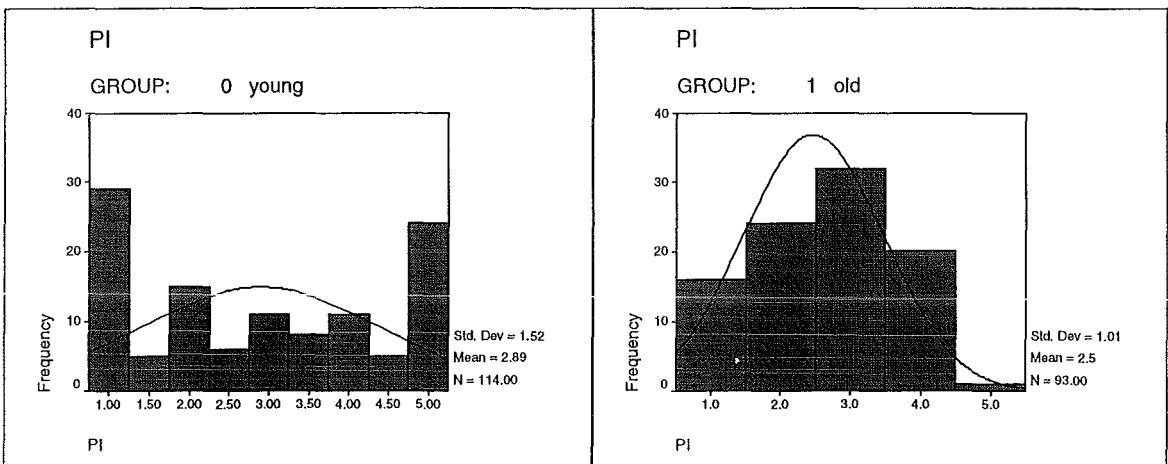 PI
GROUP: 0 young
40
30
20
10
0
Frequency
1.00 1.50 2.00 2.50 3.00 3.50 4.00 4.50 5.00
PI
Std. Dev = 1.52
Mean = 2.89
N = 114.00
PI
GROUP: 1 old
40
30
20
10
0
Frequency
1.0 2.0 3.0 4.0 5.0
PI
Std. Dev = 1.01
Mean = 2.5
N = 93.00